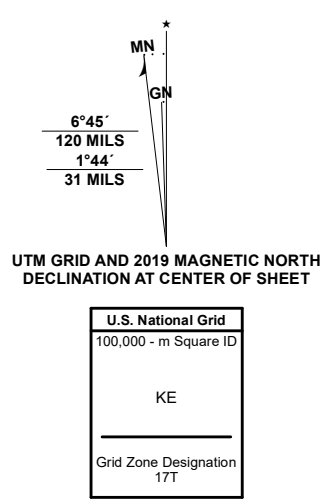 MN
GN
6°45´
120 MILS
1°44´
31 MILS
UTM GRID AND 2019 MAGNETIC NORTH
DECLINATION AT CENTER OF SHEET
U.S. National Grid
100,000 - m Square ID
KE
Grid Zone Designation
17T